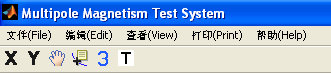 Multipole Magnetism Test System
文件(File) 编辑(Edit) 查看(View) 打印(Print) 帮助(Help)
X Y 3 T